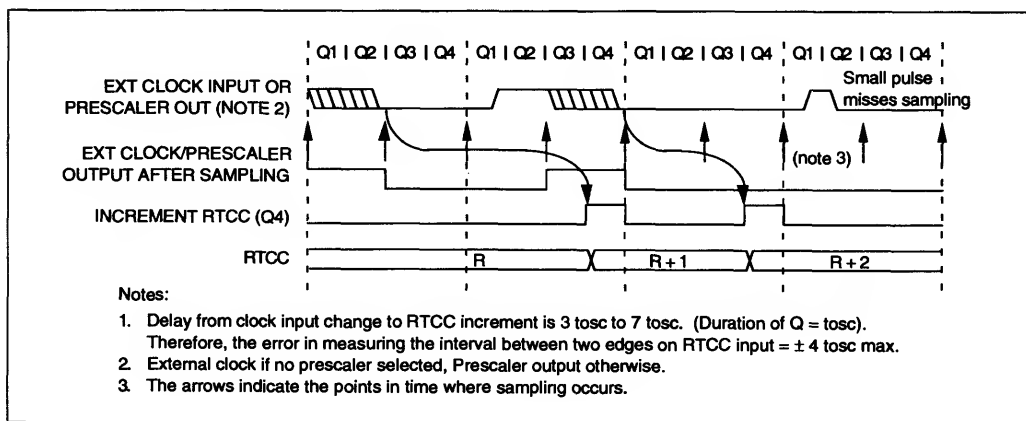 Q1 | Q2 | Q3 | Q4 Q1 | Q2 | Q3 | Q4 Q1 | Q2 | Q3 | Q4 Q1 | Q2 | Q3 | Q4
EXT CLOCK INPUT OR
PRESCALER OUT (NOTE 2)
Small pulse
misses sampling
EXT CLOCK/PRESCALER
OUTPUT AFTER SAMPLING
(note 3)
INCREMENT RTCC (Q4)
RTCC R R + 1 R + 2
Notes:
1. Delay from clock input change to RTCC increment is 3 tosc to 7 tosc. (Duration of Q = tosc).
Therefore, the error in measuring the interval between two edges on RTCC input = ± 4 tosc max.
2. External clock if no prescaler selected, Prescaler output otherwise.
3. The arrows indicate the points in time where sampling occurs.